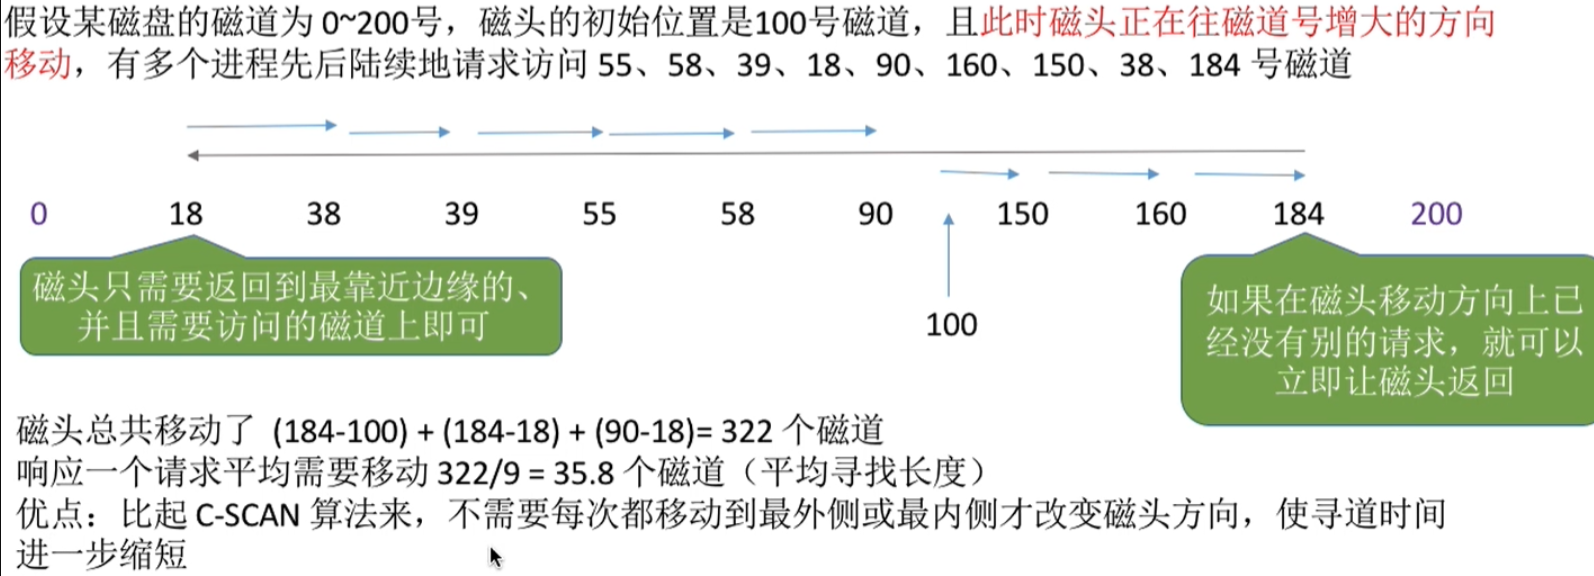 假设某磁盘的磁道为 0~200号，磁头的初始位置是100号磁道，且此时磁头正在往磁道号增大的方向
移动，有多个进程先后陆续地请求访问 55、58、39、18、90、160、150、38、184 号磁道
0 18 38 39 55 58 90 150 160 184 200
磁头只需要返回到最靠近边缘的、
并且需要访问的磁道上即可
100
如果在磁头移动方向上已
经没有别的请求，就可以
立即让磁头返回
磁头总共移动了 (184-100) + (184-18) + (90-18)= 322 个磁道
响应一个请求平均需要移动 322/9 = 35.8 个磁道（平均寻找长度）
优点：比起 C-SCAN 算法来，不需要每次都移动到最外侧或最内侧才改变磁头方向，使寻道时间
进一步缩短